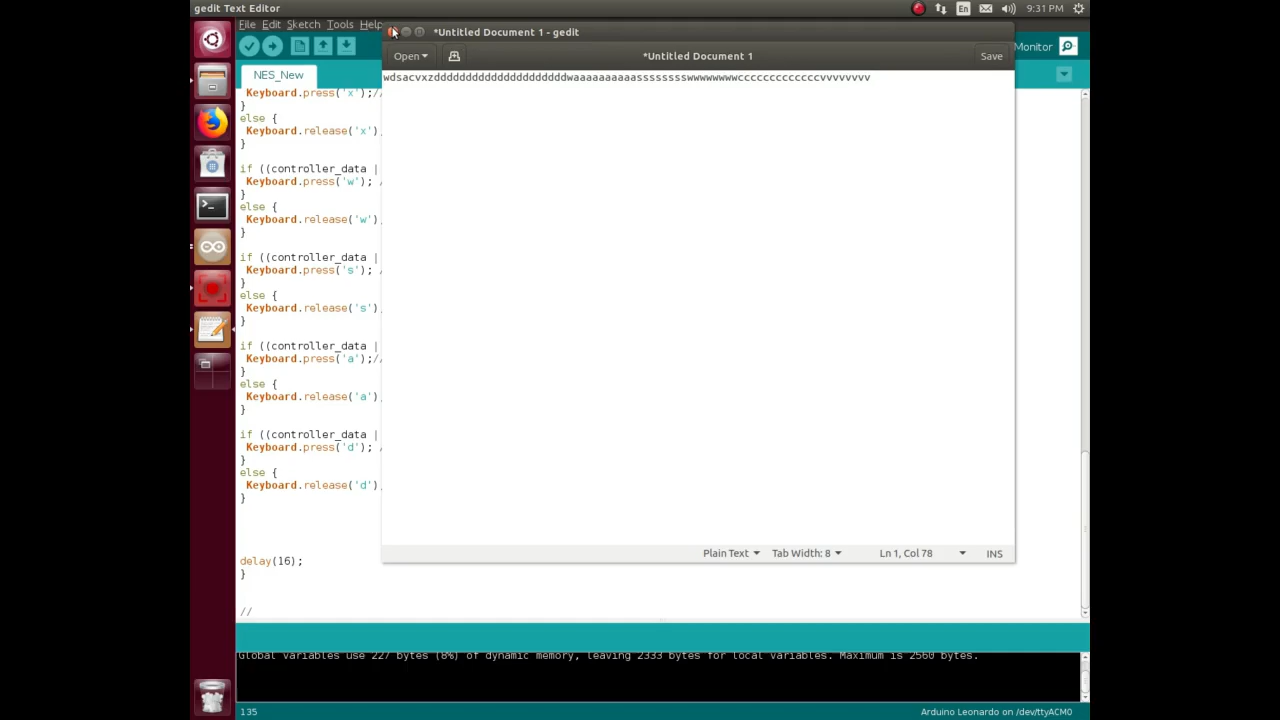 gedit Text Editor
En
9:31 PM
File Edit Sketch Tools Help
*Untitled Document 1 - gedit
Open
*Untitled Document 1
Save
Monitor
NES_New
Keyboard.press('x');/
}
else {
Keyboard.release('x')
}
if ((controller_data |
Keyboard.press('w'); /
}
else {
Keyboard.release('w')
}
if ((controller_data |
Keyboard.press('s'); /
}
else {
Keyboard.release('s')
}
if ((controller_data |
Keyboard.press('a');/
}
else {
Keyboard.release('a')
}
if ((controller_data |
Keyboard.press('d'); /
}
else {
Keyboard.release('d')
}
delay(16);
}
//
Plain Text
Tab Width: 8
Ln 1, Col 78
INS
Global variables use 227 bytes (8%) of dynamic memory, leaving 2333 bytes for local variables. Maximum is 2560 bytes.
135
Arduino Leonardo on /dev/ttyACM0